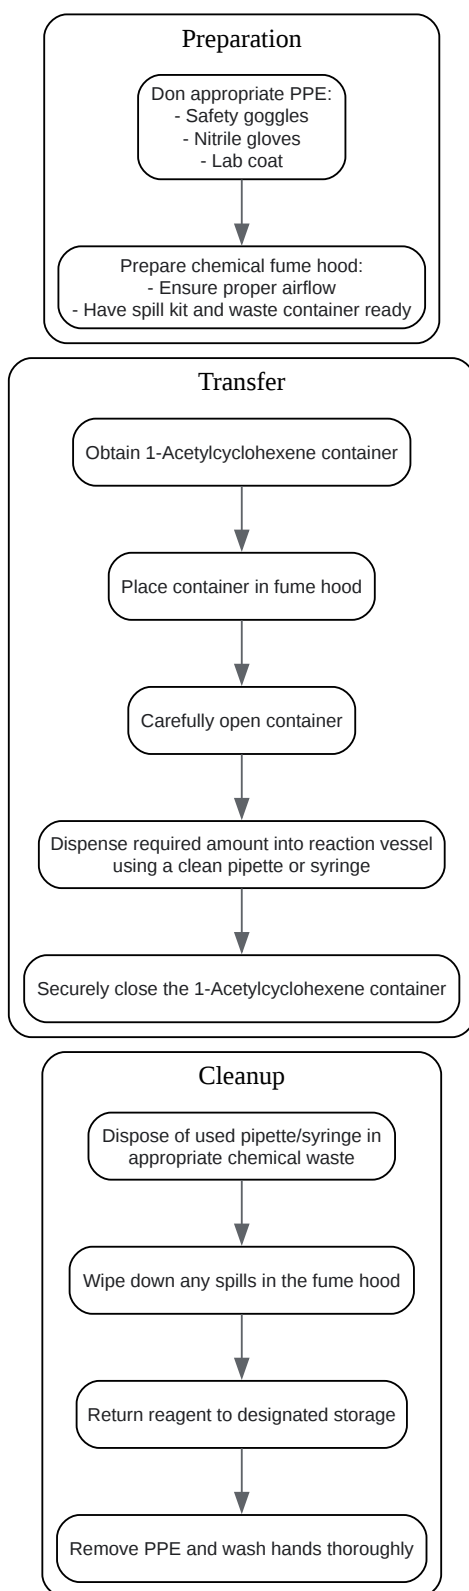 Preparation
Don appropriate PPE:
- Safety goggles
- Nitrile gloves
- Lab coat
Prepare chemical fume hood:
- Ensure proper airflow
- Have spill kit and waste container ready
Transfer
Obtain 1-Acetylcyclohexene container
Place container in fume hood
Carefully open container
Dispense required amount into reaction vessel
using a clean pipette or syringe
Securely close the 1-Acetylcyclohexene container
Cleanup
Dispose of used pipette/syringe in
appropriate chemical waste
Wipe down any spills in the fume hood
Return reagent to designated storage
Remove PPE and wash hands thoroughly